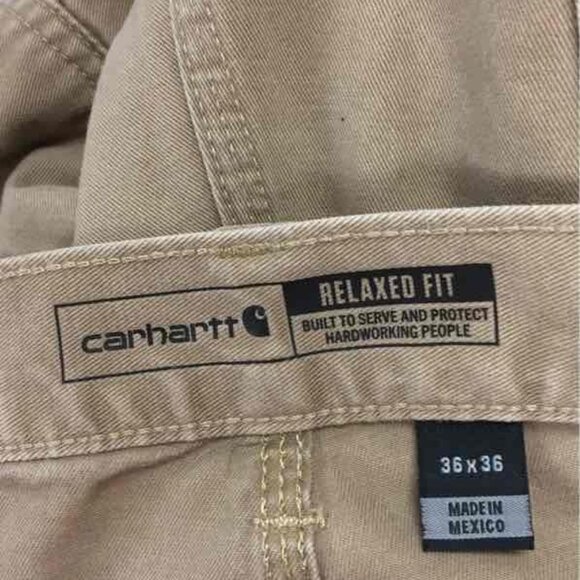 carhartt
RELAXED FIT
BUILT TO SERVE AND PROTECT
HARDWORKING PEOPLE
36 x 36
MADE IN
MEXICO